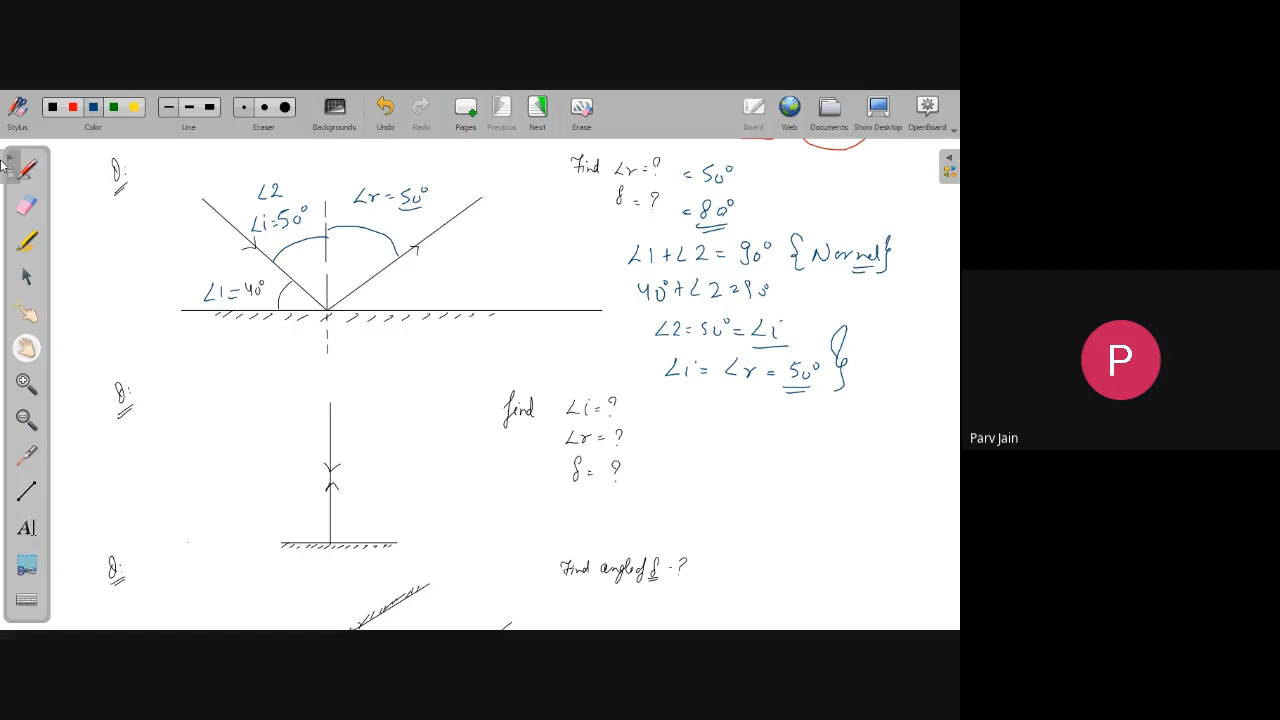 Stylus
Color
Line
Eraser
Backgrounds
Undo
Redo
Pages
Previous
Next
Erase
Board
Web
Documents
Show Desktop
OpenBoard
Q:
∠2
∠i=50°
∠r=50°
∠1=40°
Find ∠r=? = 50°
δ=? = 80°
∠1+∠2=90° {Normal}
40°+∠2=90
∠2=50°=∠i
∠i=∠r=50° }
Q:
find ∠i=?
∠r=?
δ=?
Q:
Find angle of δ=?
P
Parv Jain
AI